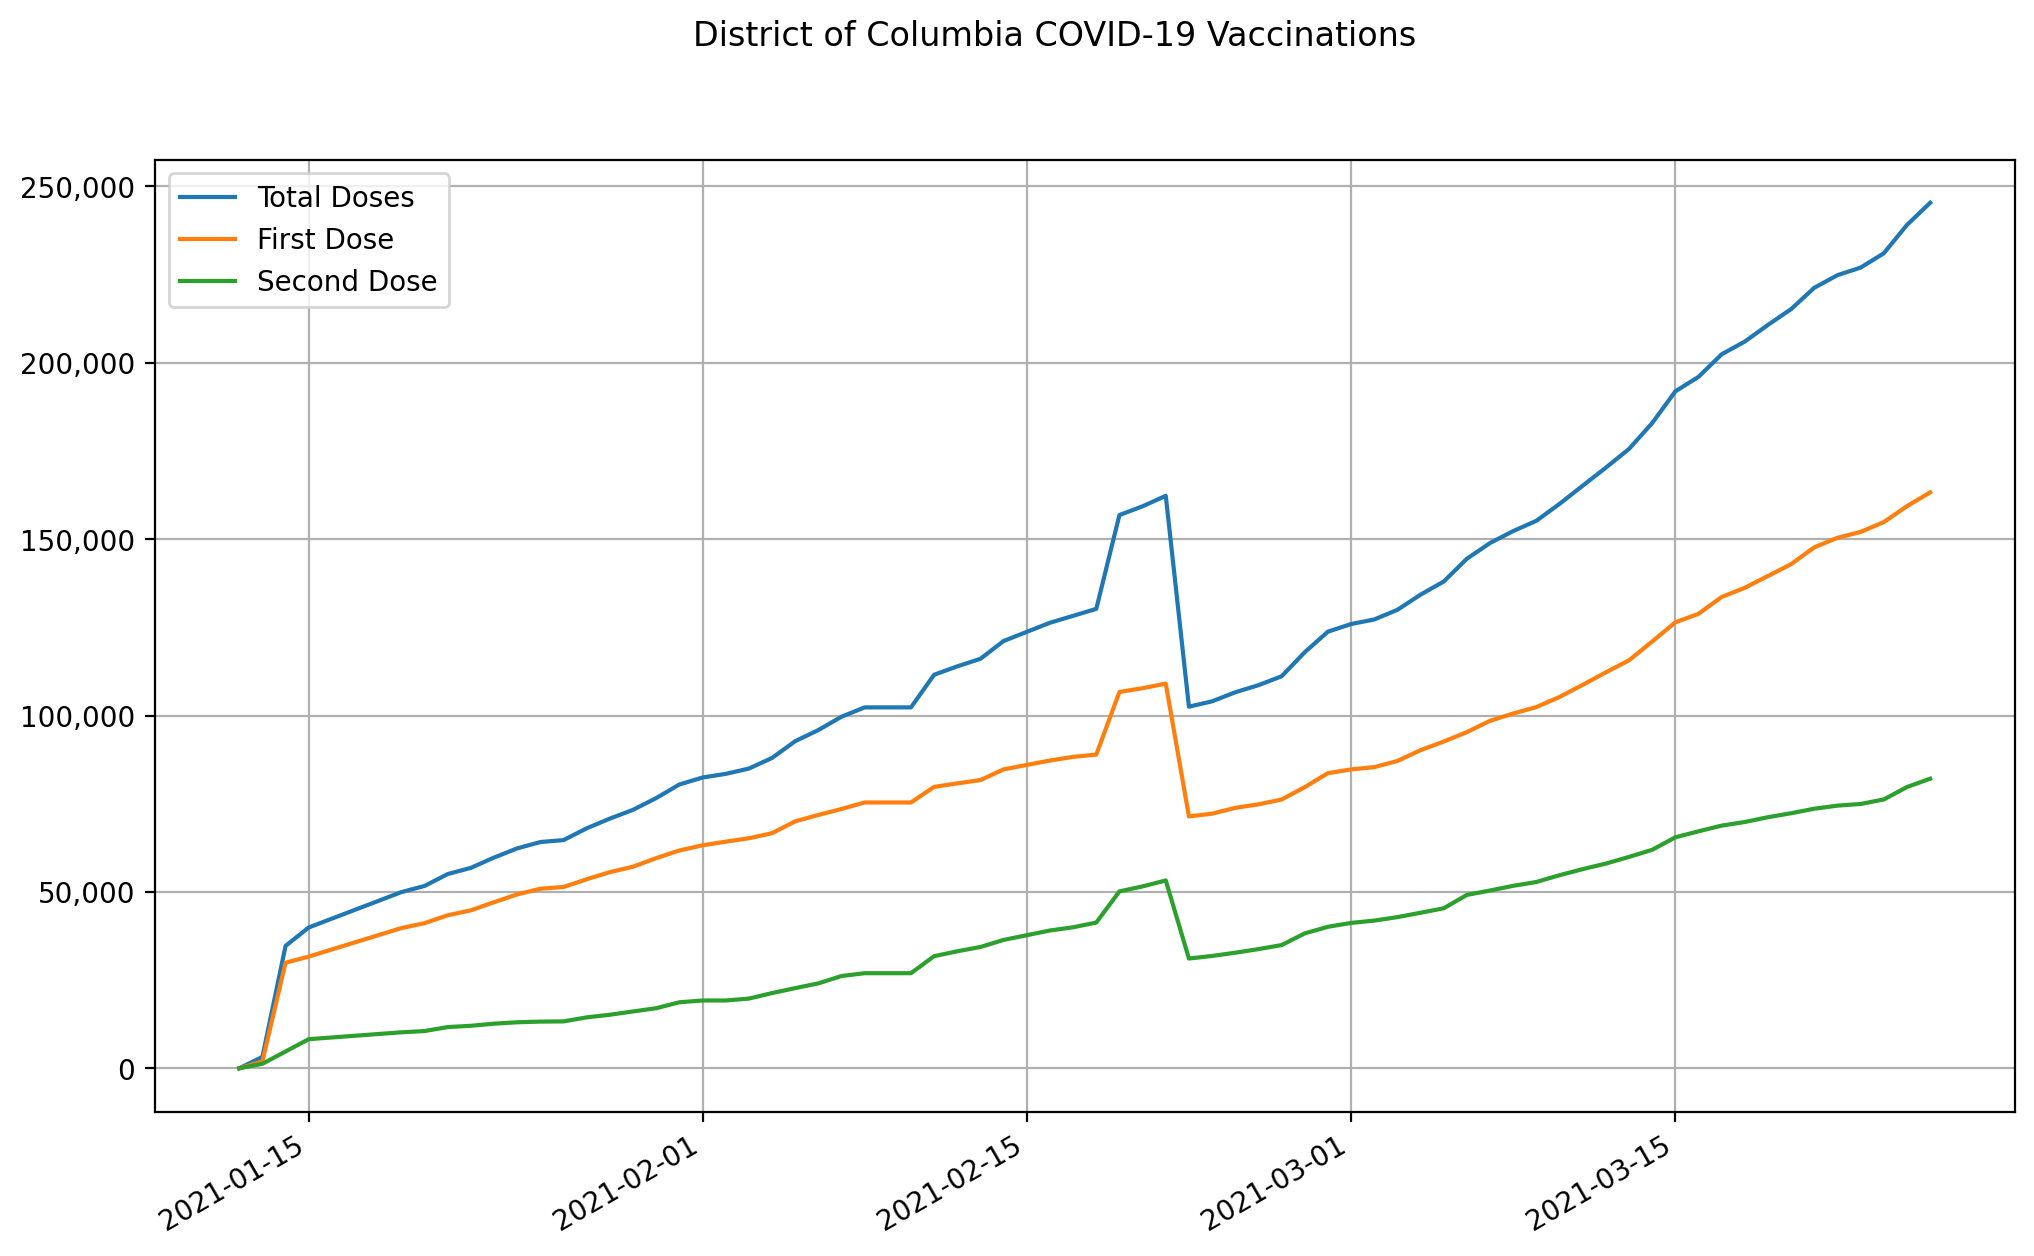 District of Columbia COVID-19 Vaccinations
250,000
200,000
150,000
100,000
50,000
0
Total Doses
First Dose
Second Dose
2021-01-15
2021-02-01
2021-02-15
2021-03-01
2021-03-15